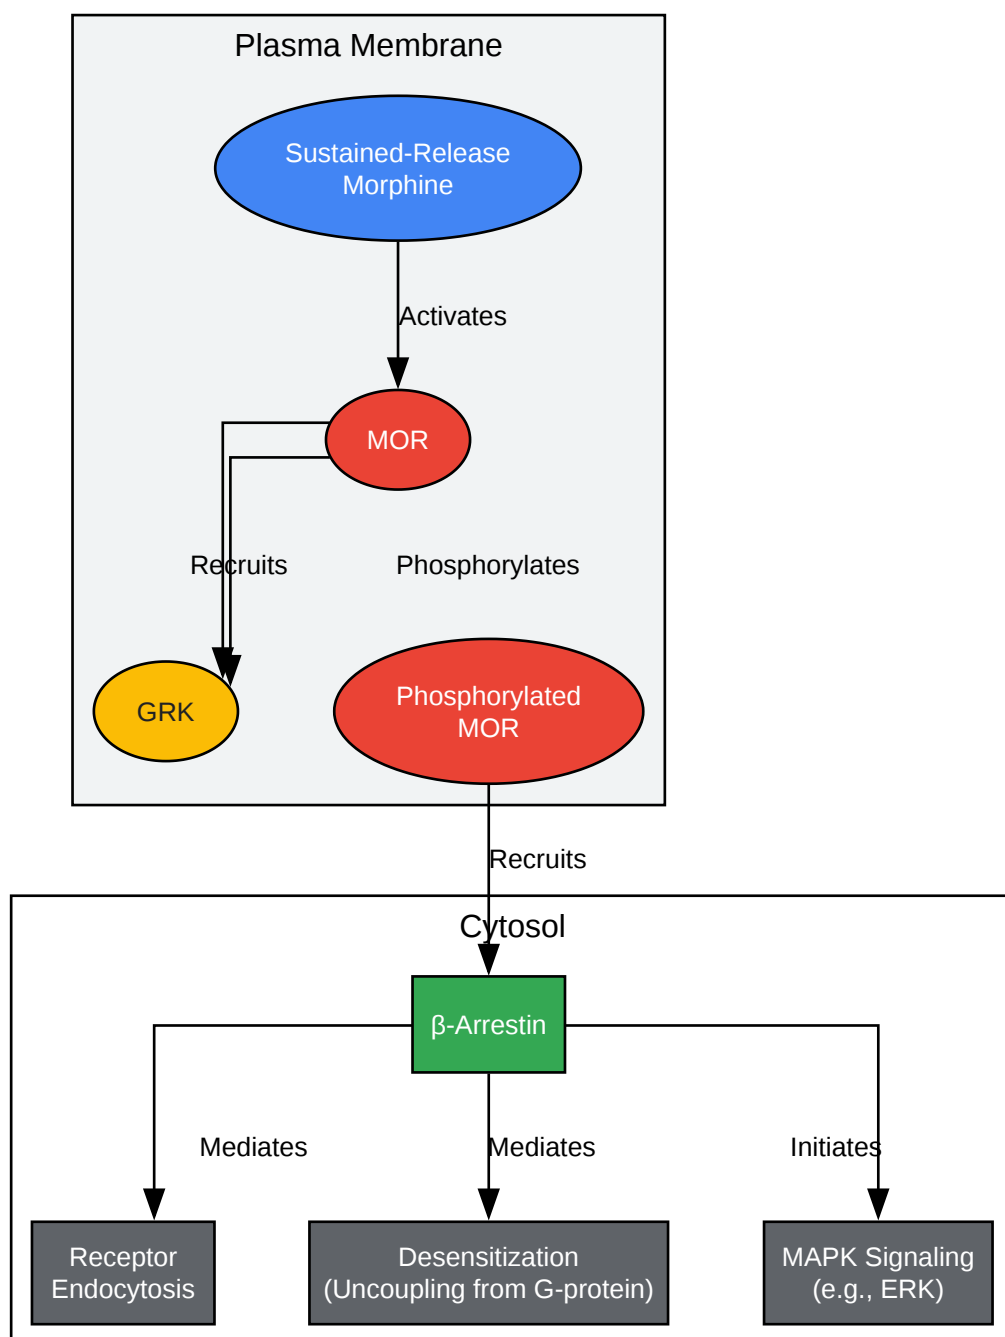 Plasma Membrane
Sustained-Release
Morphine
Activates
MOR
Recruits
Phosphorylates
GRK
Phosphorylated
MOR
Recruits
Cytosol
β-Arrestin
Mediates
Mediates
Initiates
Receptor
Endocytosis
Desensitization
(Uncoupling from G-protein)
MAPK Signaling
(e.g., ERK)